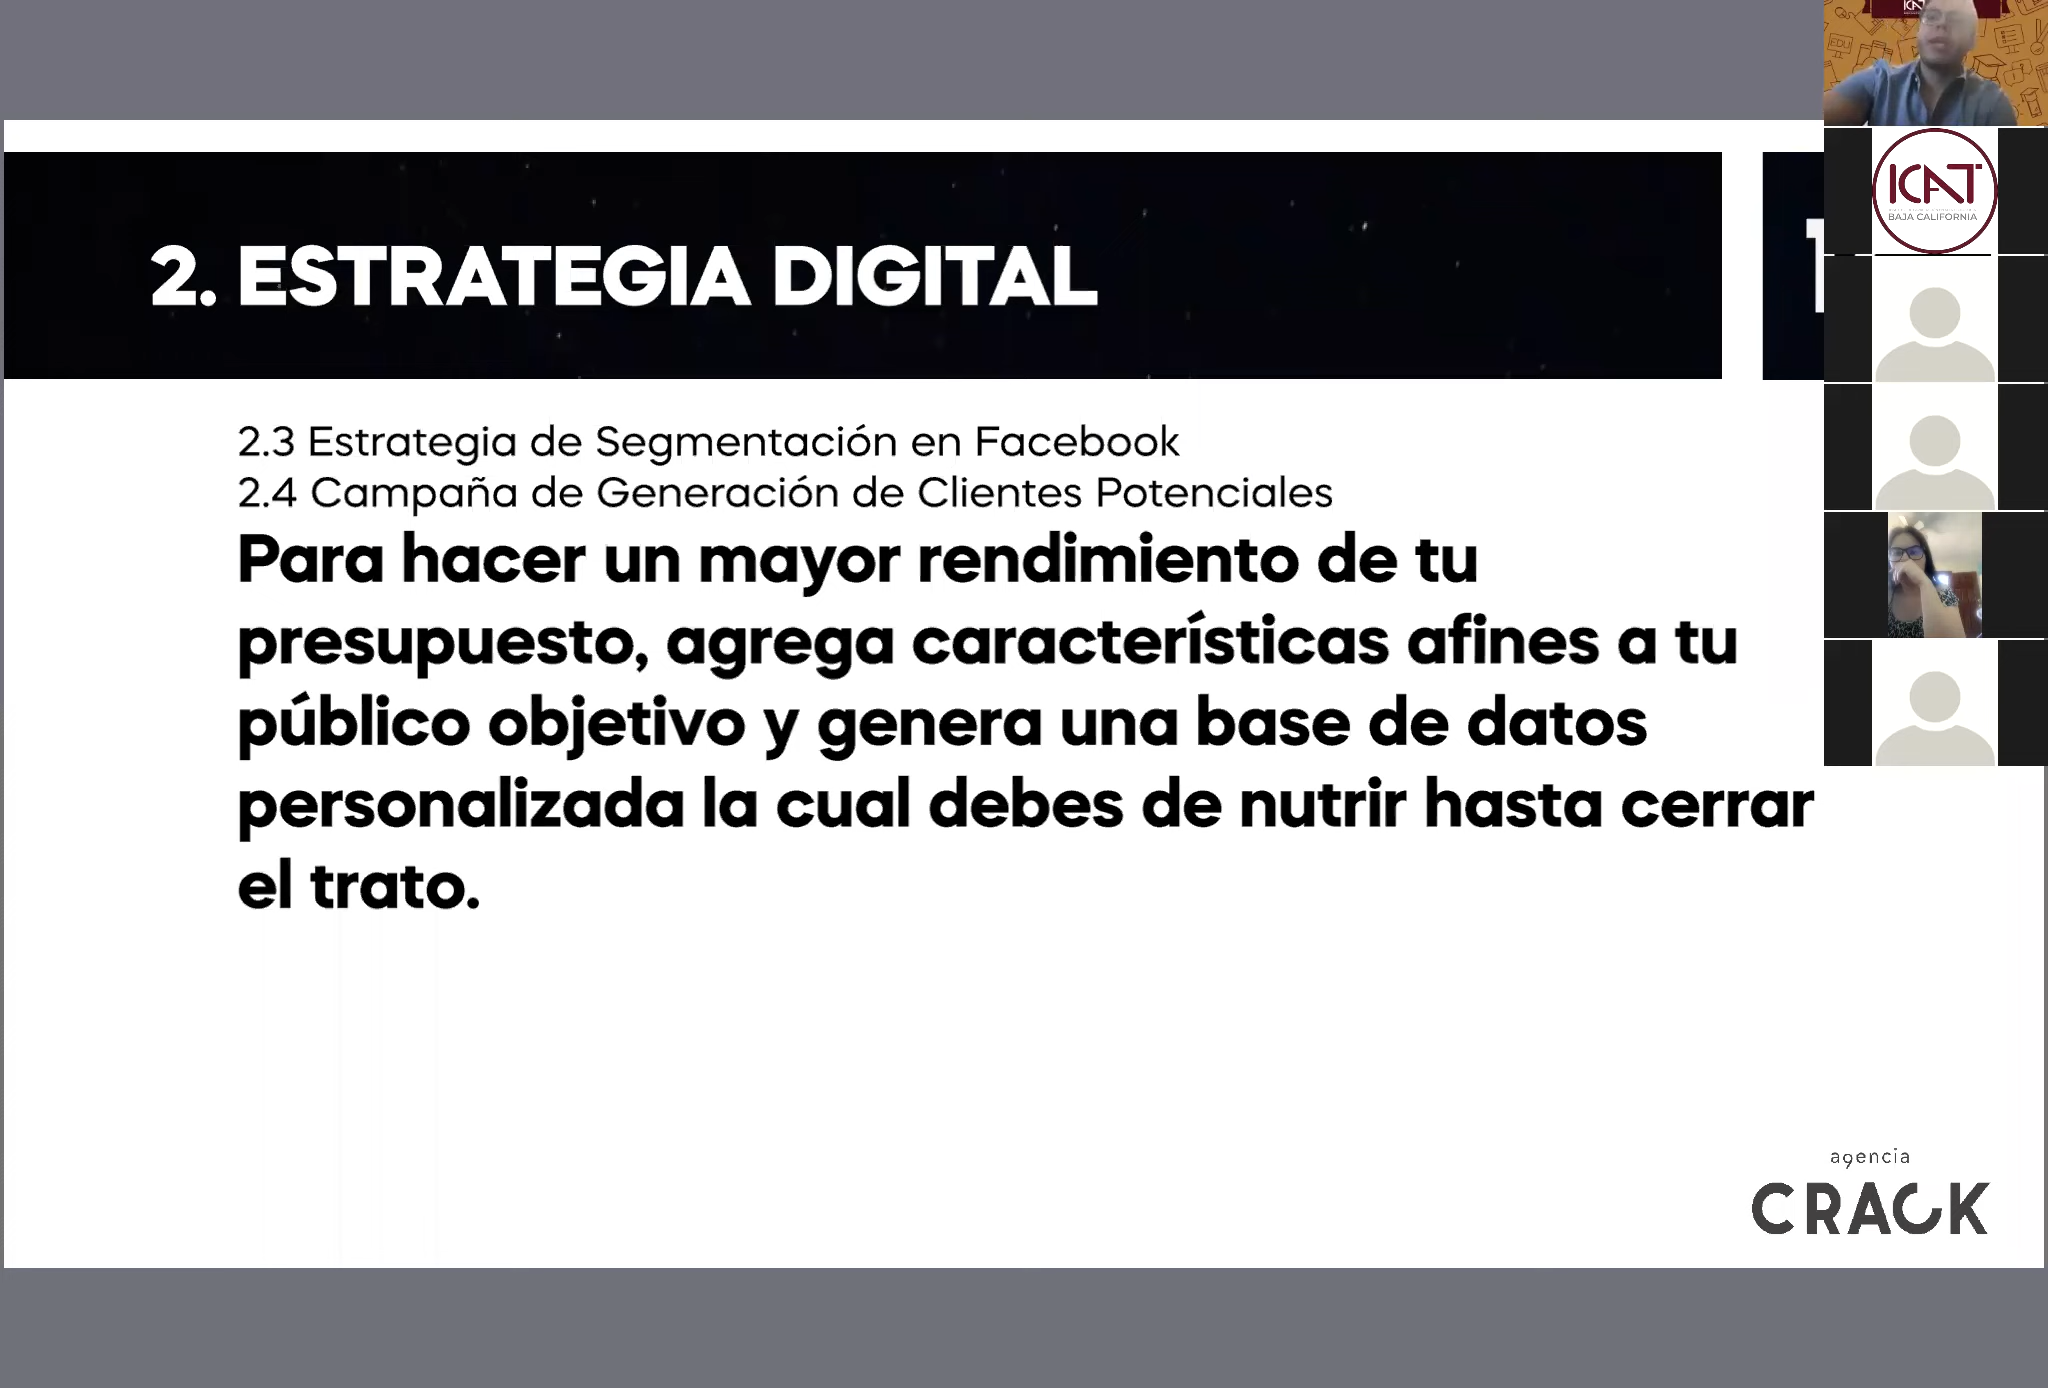 2. ESTRATEGIA DIGITAL
2.3 Estrategia de Segmentación en Facebook
2.4 Campaña de Generación de Clientes Potenciales
Para hacer un mayor rendimiento de tu
presupuesto, agrega características afines a tu
público objetivo y genera una base de datos
personalizada la cual debes de nutrir hasta cerrar
el trato.
agencia
CRACK
ICAT
BAJA CALIFORNIA
EDU